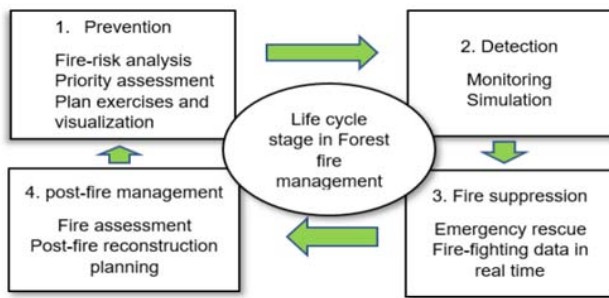 1. Prevention
Fire-risk analysis
Priority assessment
Plan exercises and
visualization
2. Detection
Monitoring
Simulation
Life cycle
stage in Forest
fire
management
3. Fire suppression
Emergency rescue
Fire-fighting data in
real time
4. post-fire management
Fire assessment
Post-fire reconstruction
planning